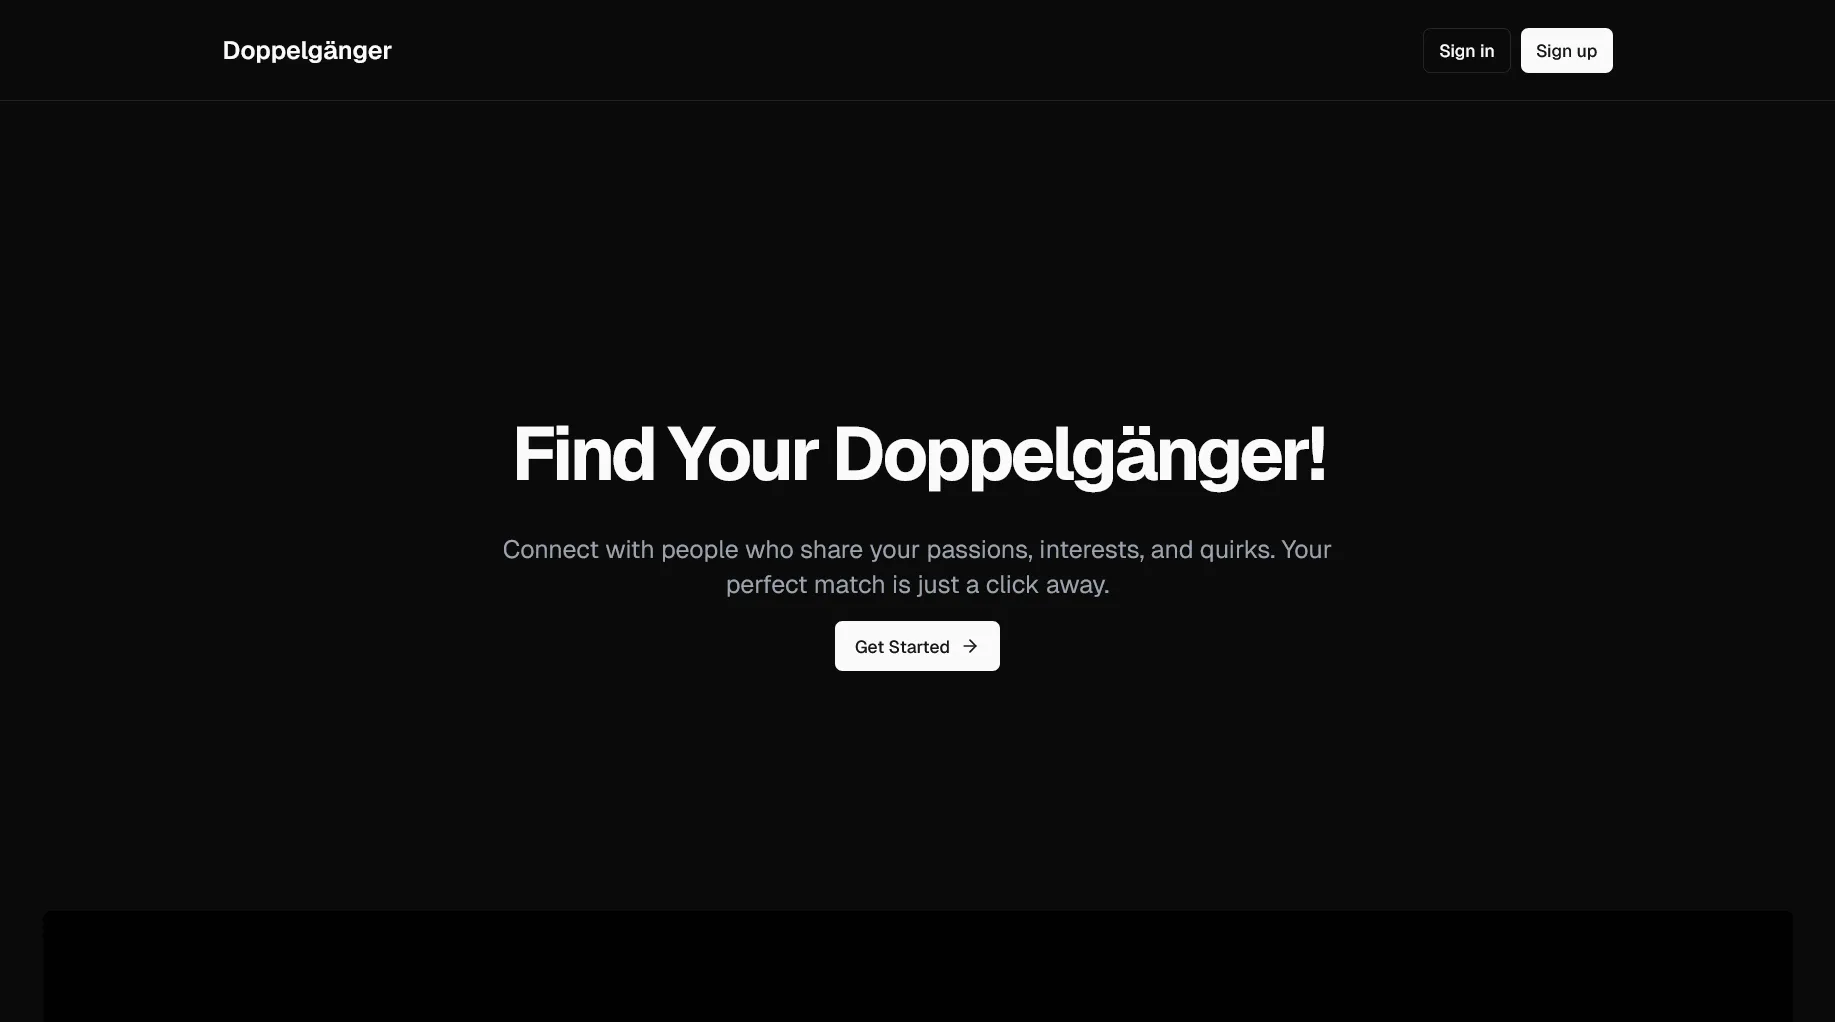 Doppelgänger
Sign in
Sign up
Find Your Doppelgänger!
Connect with people who share your passions, interests, and quirks. Your
perfect match is just a click away.
Get Started